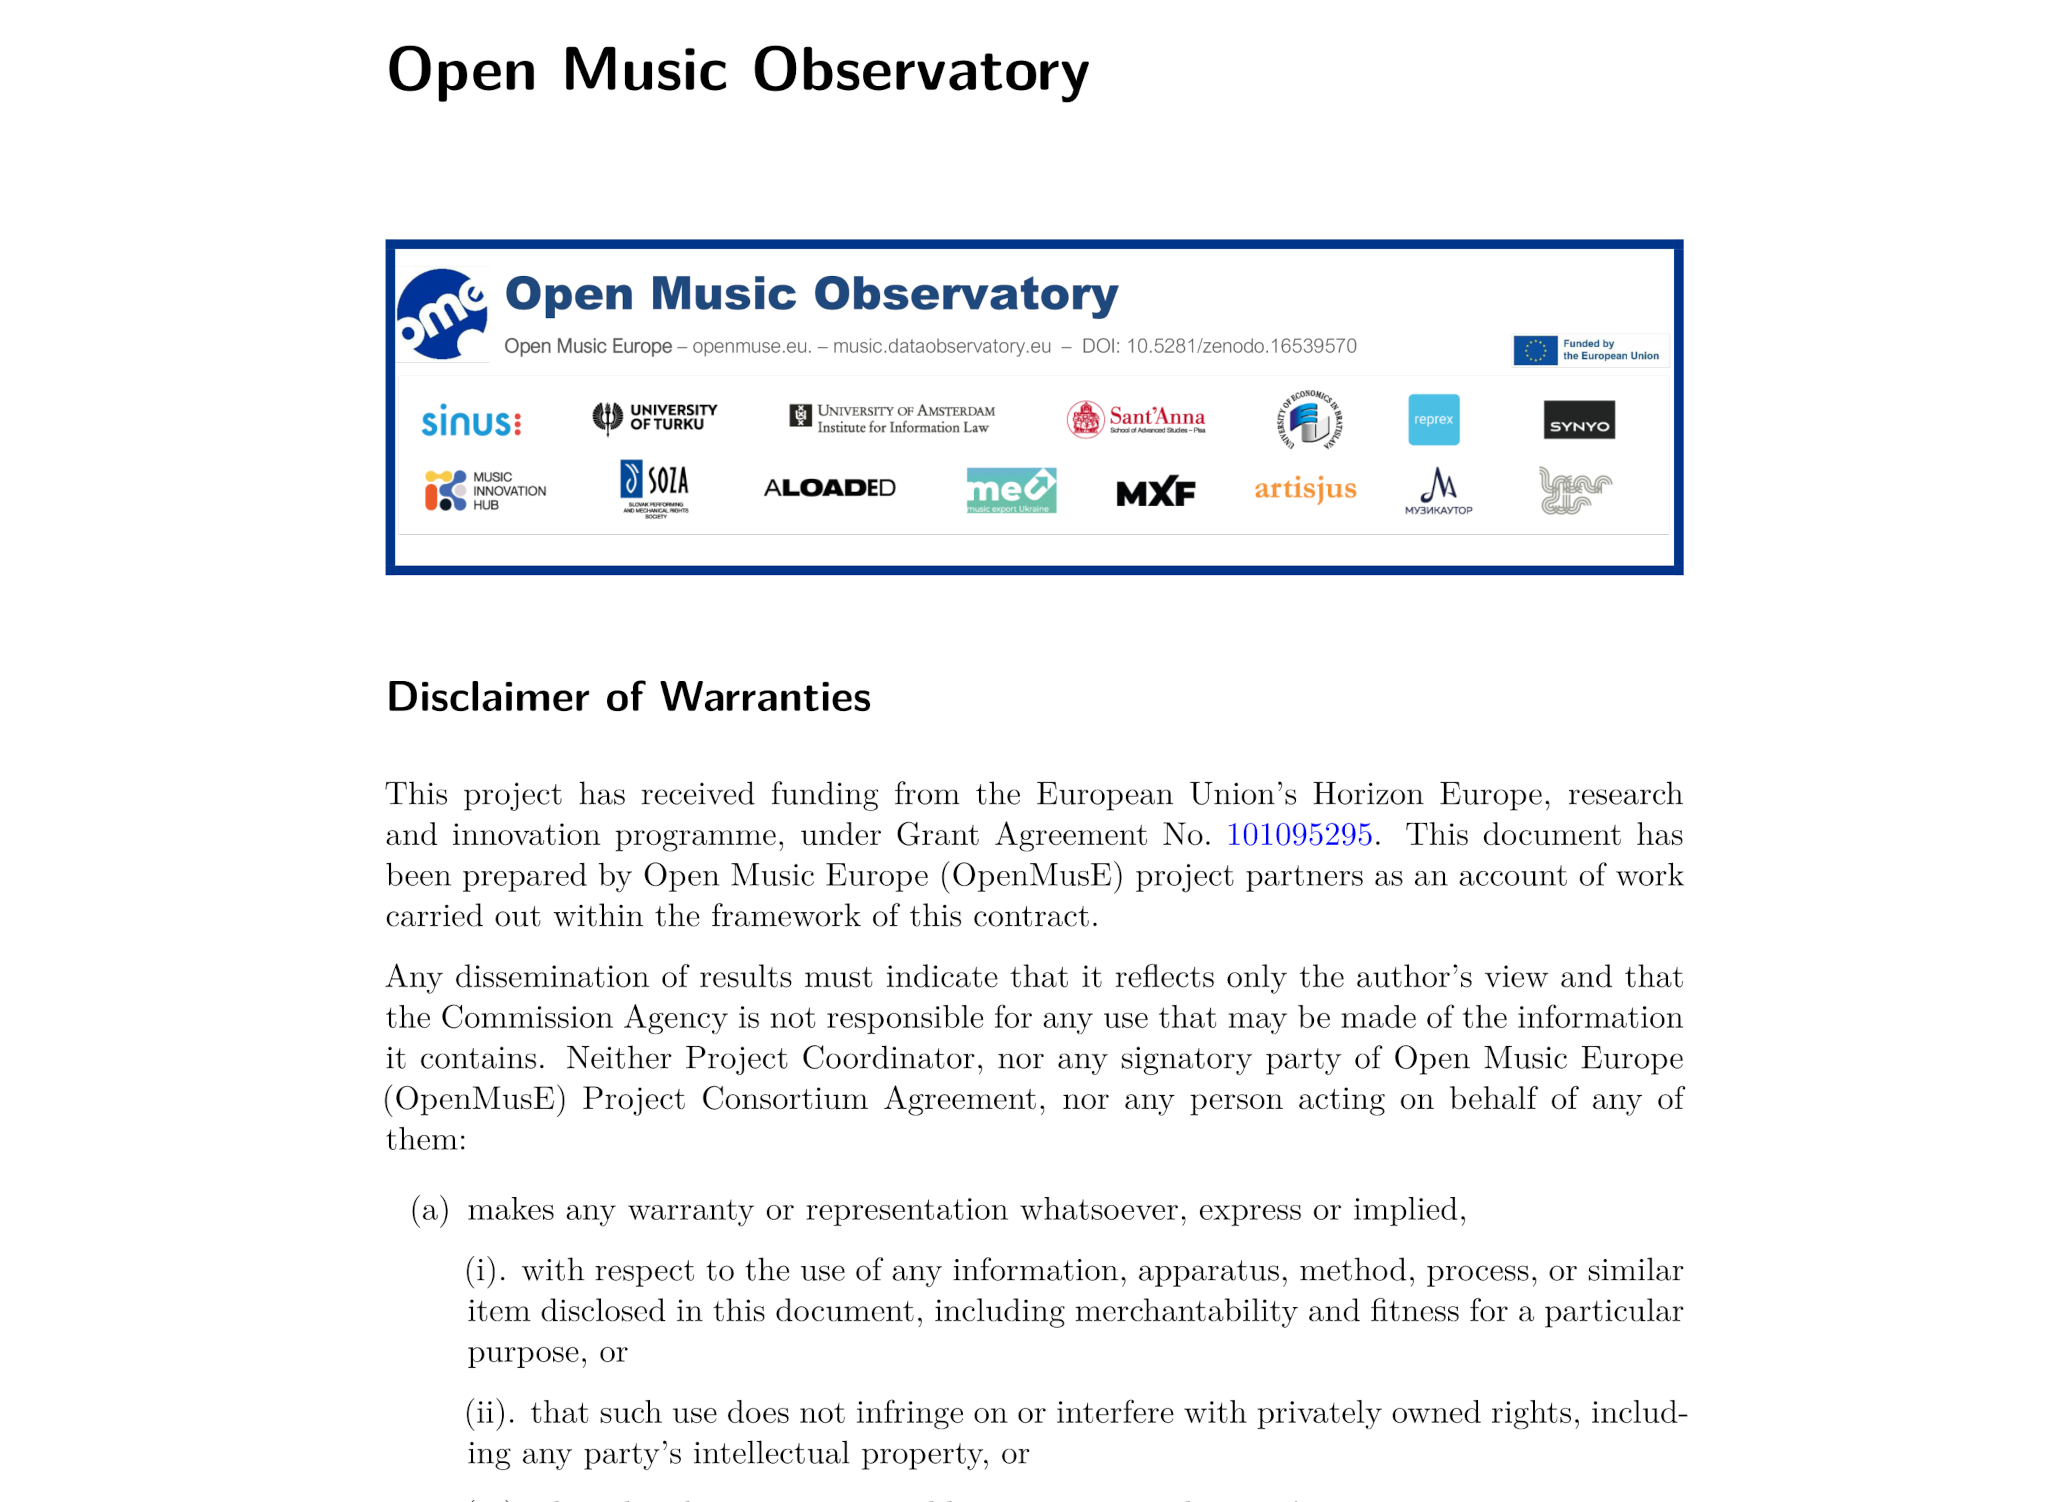 Open Music Observatory
ome
Open Music Observatory
Open Music Europe – openmuse.eu. – music.dataobservatory.eu – DOI: 10.5281/zenodo.16539570
Funded by
the European Union
sinus:
UNIVERSITY
OF TURKU
UNIVERSITY OF AMSTERDAM
Institute for Information Law
Sant'Anna
School of Advanced Studies – Pisa
UNIVERSITY OF ECONOMICS IN BRATISLAVA
reprex
SYNYO
MUSIC
INNOVATION
HUB
SOZA
SLOVAK PERFORMING
AND MECHANICAL RIGHTS
SOCIETY
ALOADED
me
music export Ukraine
MXF
artisjus
МУЗИКАУТОР
Disclaimer of Warranties
This project has received funding from the European Union's Horizon Europe, research
and innovation programme, under Grant Agreement No. 101095295. This document has
been prepared by Open Music Europe (OpenMusE) project partners as an account of work
carried out within the framework of this contract.
Any dissemination of results must indicate that it reflects only the author's view and that
the Commission Agency is not responsible for any use that may be made of the information
it contains. Neither Project Coordinator, nor any signatory party of Open Music Europe
(OpenMusE) Project Consortium Agreement, nor any person acting on behalf of any of
them:
(a) makes any warranty or representation whatsoever, express or implied,
(i). with respect to the use of any information, apparatus, method, process, or similar
item disclosed in this document, including merchantability and fitness for a particular
purpose, or
(ii). that such use does not infringe on or interfere with privately owned rights, includ-
ing any party's intellectual property, or